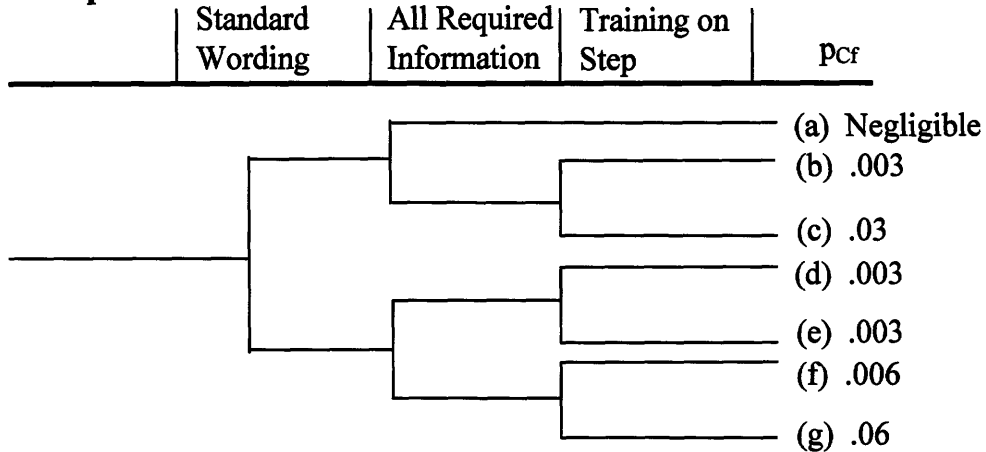 Standard Wording
All Required Information
Training on Step
pCf
(a) Negligible
(b) .003
(c) .03
(d) .003
(e) .003
(f) .006
(g) .06